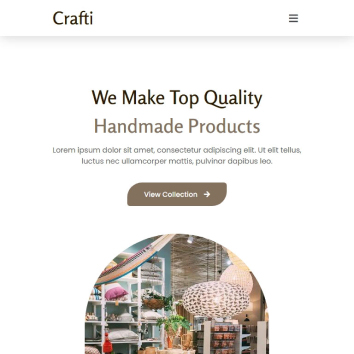 Crafti
We Make Top Quality
Handmade Products
Lorem ipsum dolor sit amet, consectetur adipiscing elit. Ut elit tellus,
luctus nec ullamcorper mattis, pulvinar dapibus leo.
View Collection